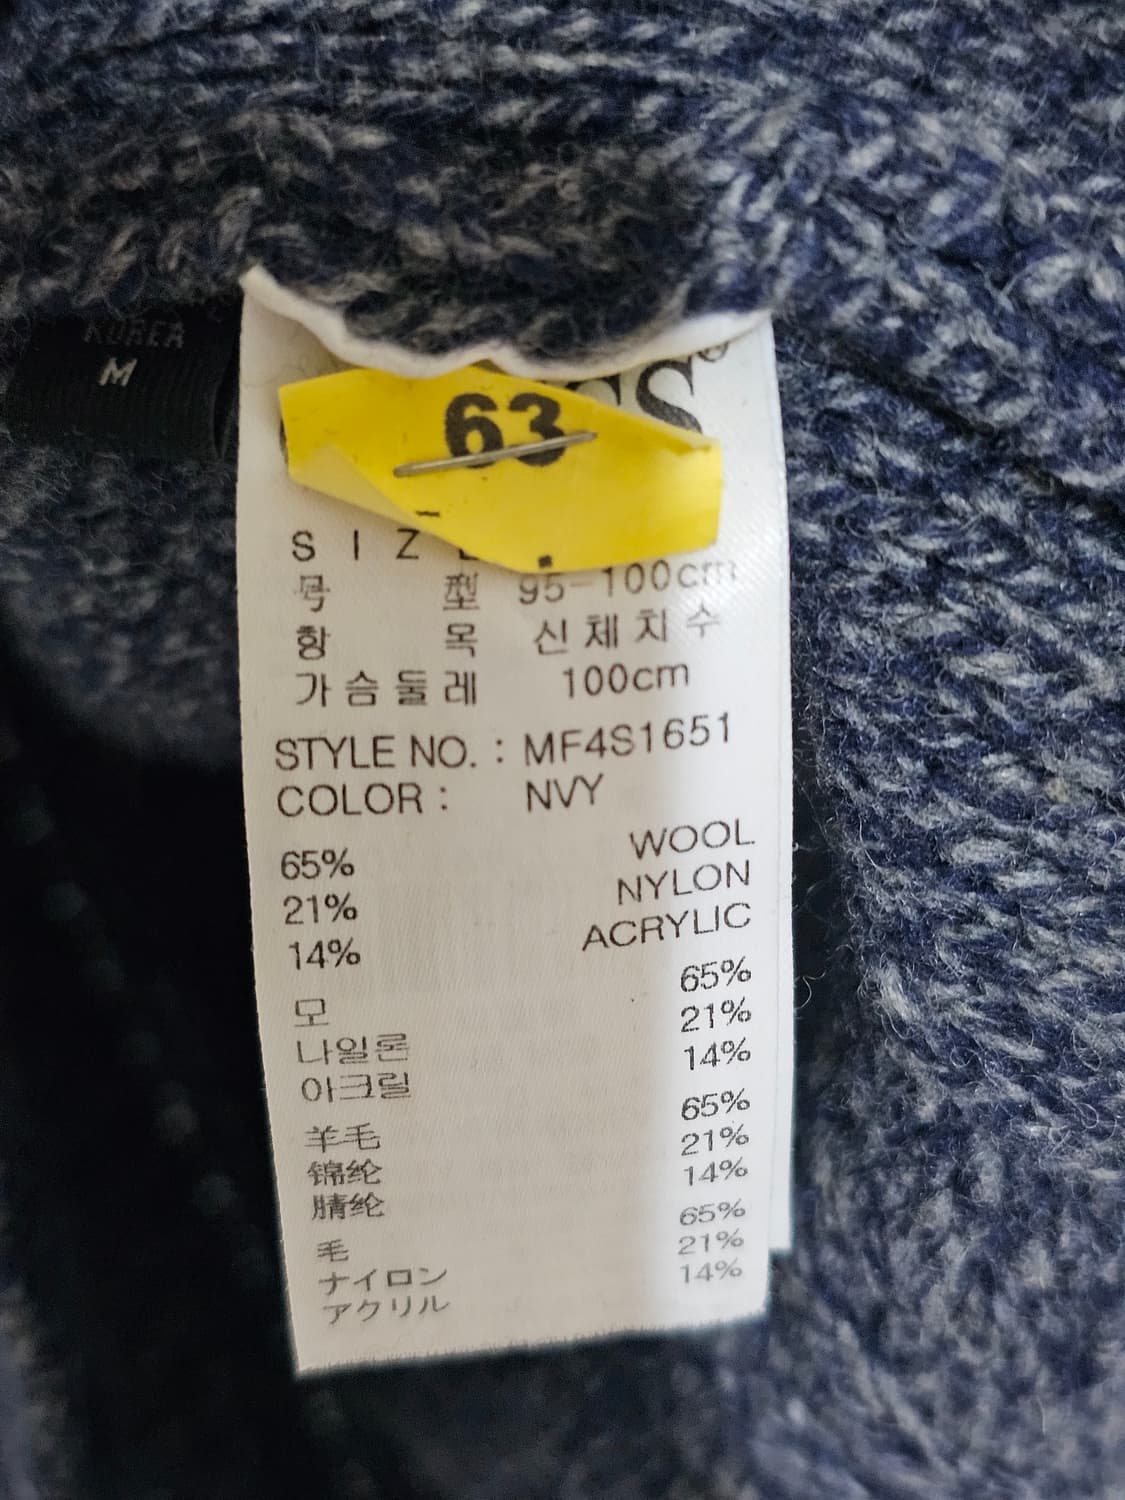 KOREA
M
63
S I Z
号 型 95-100cm
항 목 신체치수
가슴둘레 100cm
STYLE NO. : MF4S1651
COLOR : NVY
65% WOOL
21% NYLON
14% ACRYLIC
모 65%
나일론 21%
아크릴 14%
羊毛 65%
锦纶 21%
腈纶 14%
毛 65%
ナイロン 21%
アクリル 14%